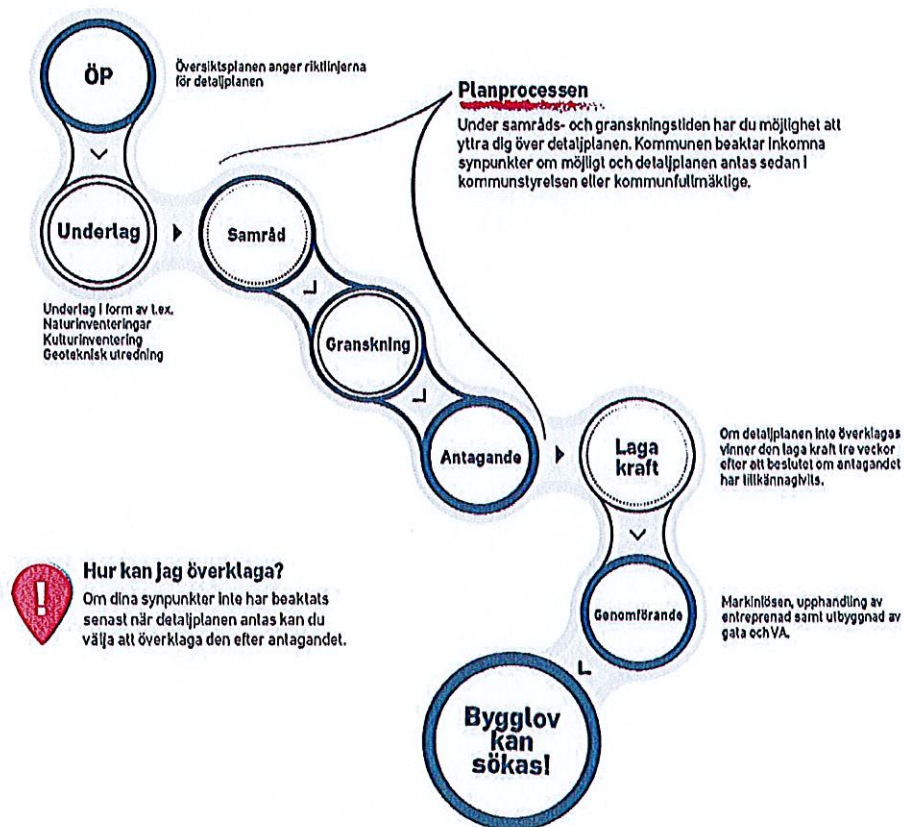 ÖP
Översiktsplanen anger riktlinjerna
för detaljplanen
Planprocessen
Under samråds- och granskningstiden har du möjlighet att
yttra dig över detaljplanen. Kommunen beaktar inkomna
synpunkter om möjligt och detaljplanen antas sedan i
kommunstyrelsen eller kommunfullmäktige.
Underlag
Samråd
Underlag i form av t.ex.
Naturinventeringar
Kulturinventering
Geoteknisk utredning
Granskning
Antagande
Laga
kraft
Om detaljplanen inte överklagas
vinner den laga kraft tre veckor
efter att beslutet om antagandet
har tillkännagivits.
!
Hur kan jag överklaga?
Om dina synpunkter inte har beaktats
senast när detaljplanen antas kan du
välja att överklaga den efter antagandet.
Genomförande
Markinlösen, upphandling av
entreprenad samt utbyggnad av
gata och VA.
Bygglov
kan
sökas!